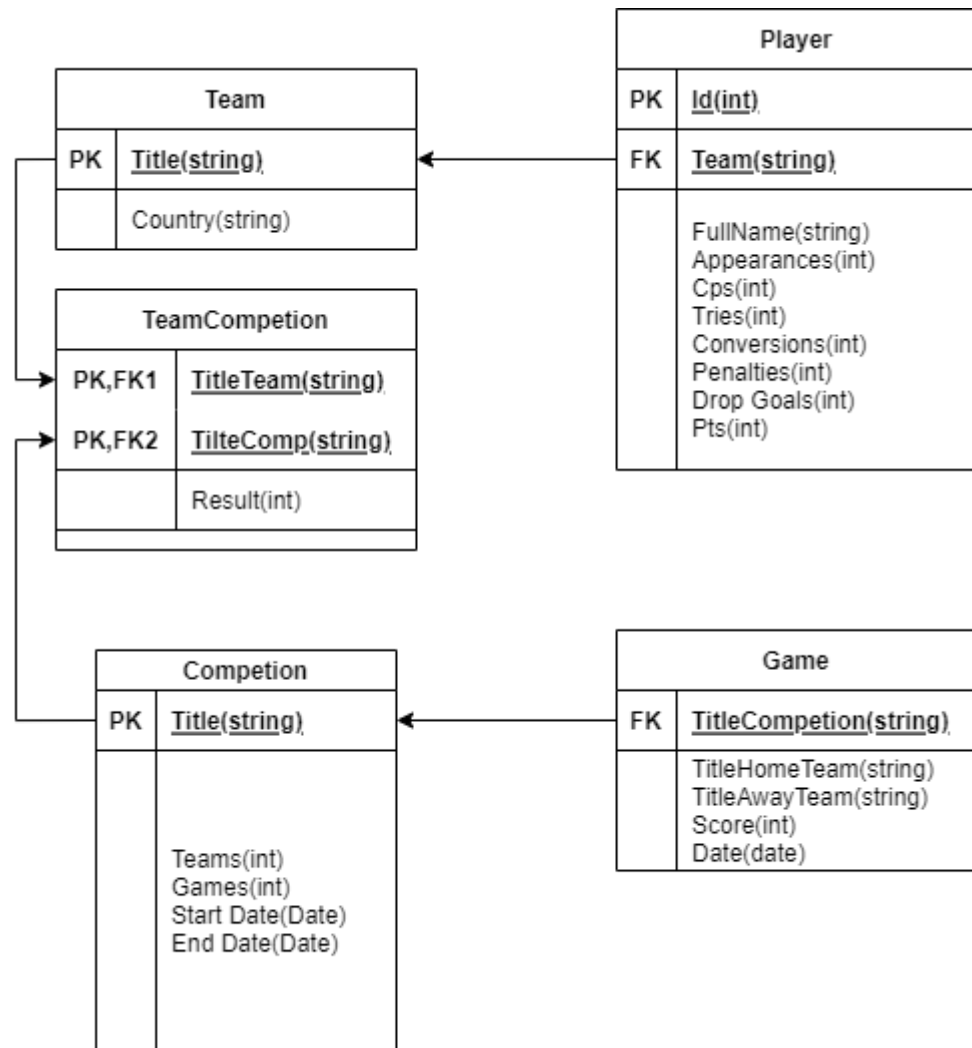 Team
PK Title(string)
Country(string)
Player
PK Id(int)
FK Team(string)
FullName(string)
Appearances(int)
Cps(int)
Tries(int)
Conversions(int)
Penalties(int)
Drop Goals(int)
Pts(int)
TeamCompetion
PK,FK1 TitleTeam(string)
PK,FK2 TilteComp(string)
Result(int)
Competion
PK Title(string)
Teams(int)
Games(int)
Start Date(Date)
End Date(Date)
Game
FK TitleCompetion(string)
TitleHomeTeam(string)
TitleAwayTeam(string)
Score(int)
Date(date)